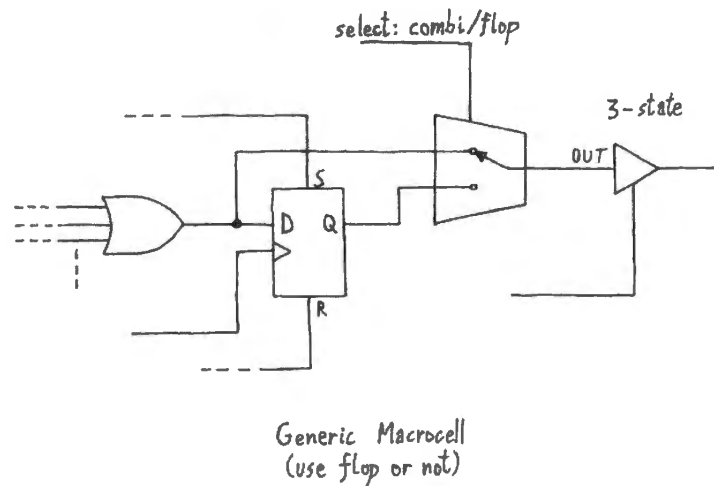 select: combi/flop
3-state
OUT
S
D Q
R
Generic Macrocell
(use flop or not)